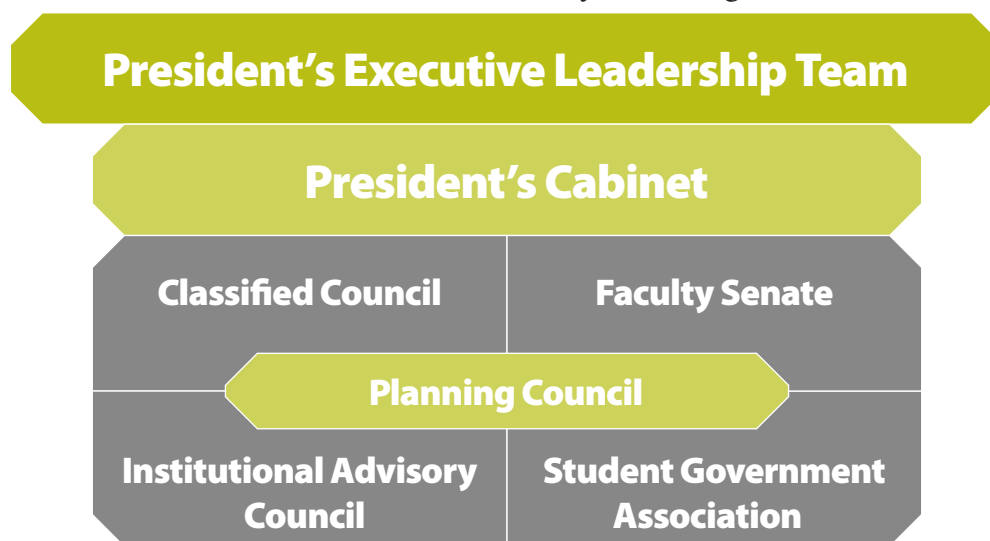 President’s Executive Leadership Team
President’s Cabinet
Classified Council
Faculty Senate
Planning Council
Institutional Advisory
Council
Student Government
Association